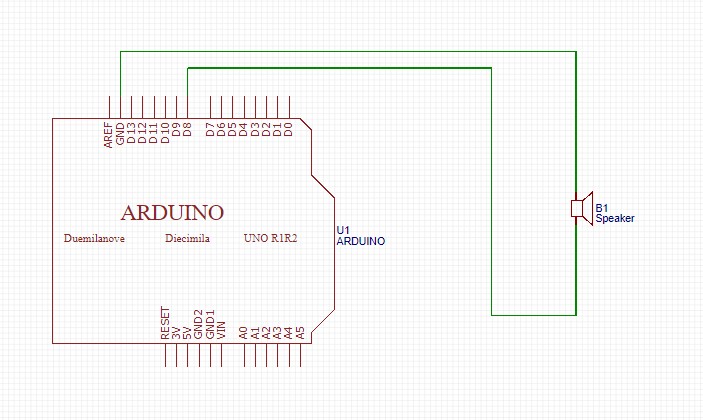 AREF
GND
D13
D12
D11
D10
D9
D8
D7
D6
D5
D4
D3
D2
D1
D0
ARDUINO
Duemilanove
Diecimila
UNO R1R2
U1
ARDUINO
B1
Speaker
RESET
3V
5V
GND2
GND1
VIN
A0
A1
A2
A3
A4
A5